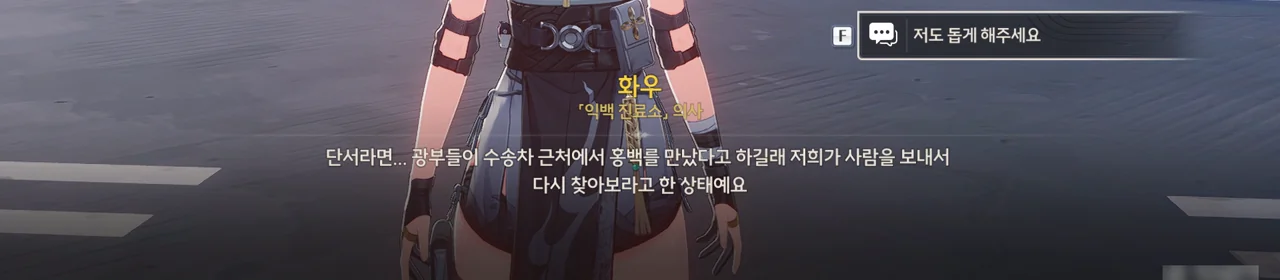 F 저도 돕게 해주세요
화우
「익백 진료소」 의사
단서라면... 광부들이 수송차 근처에서 홍백를 만났다고 하길래 저희가 사람을 보내서
다시 찾아보라고 한 상태예요